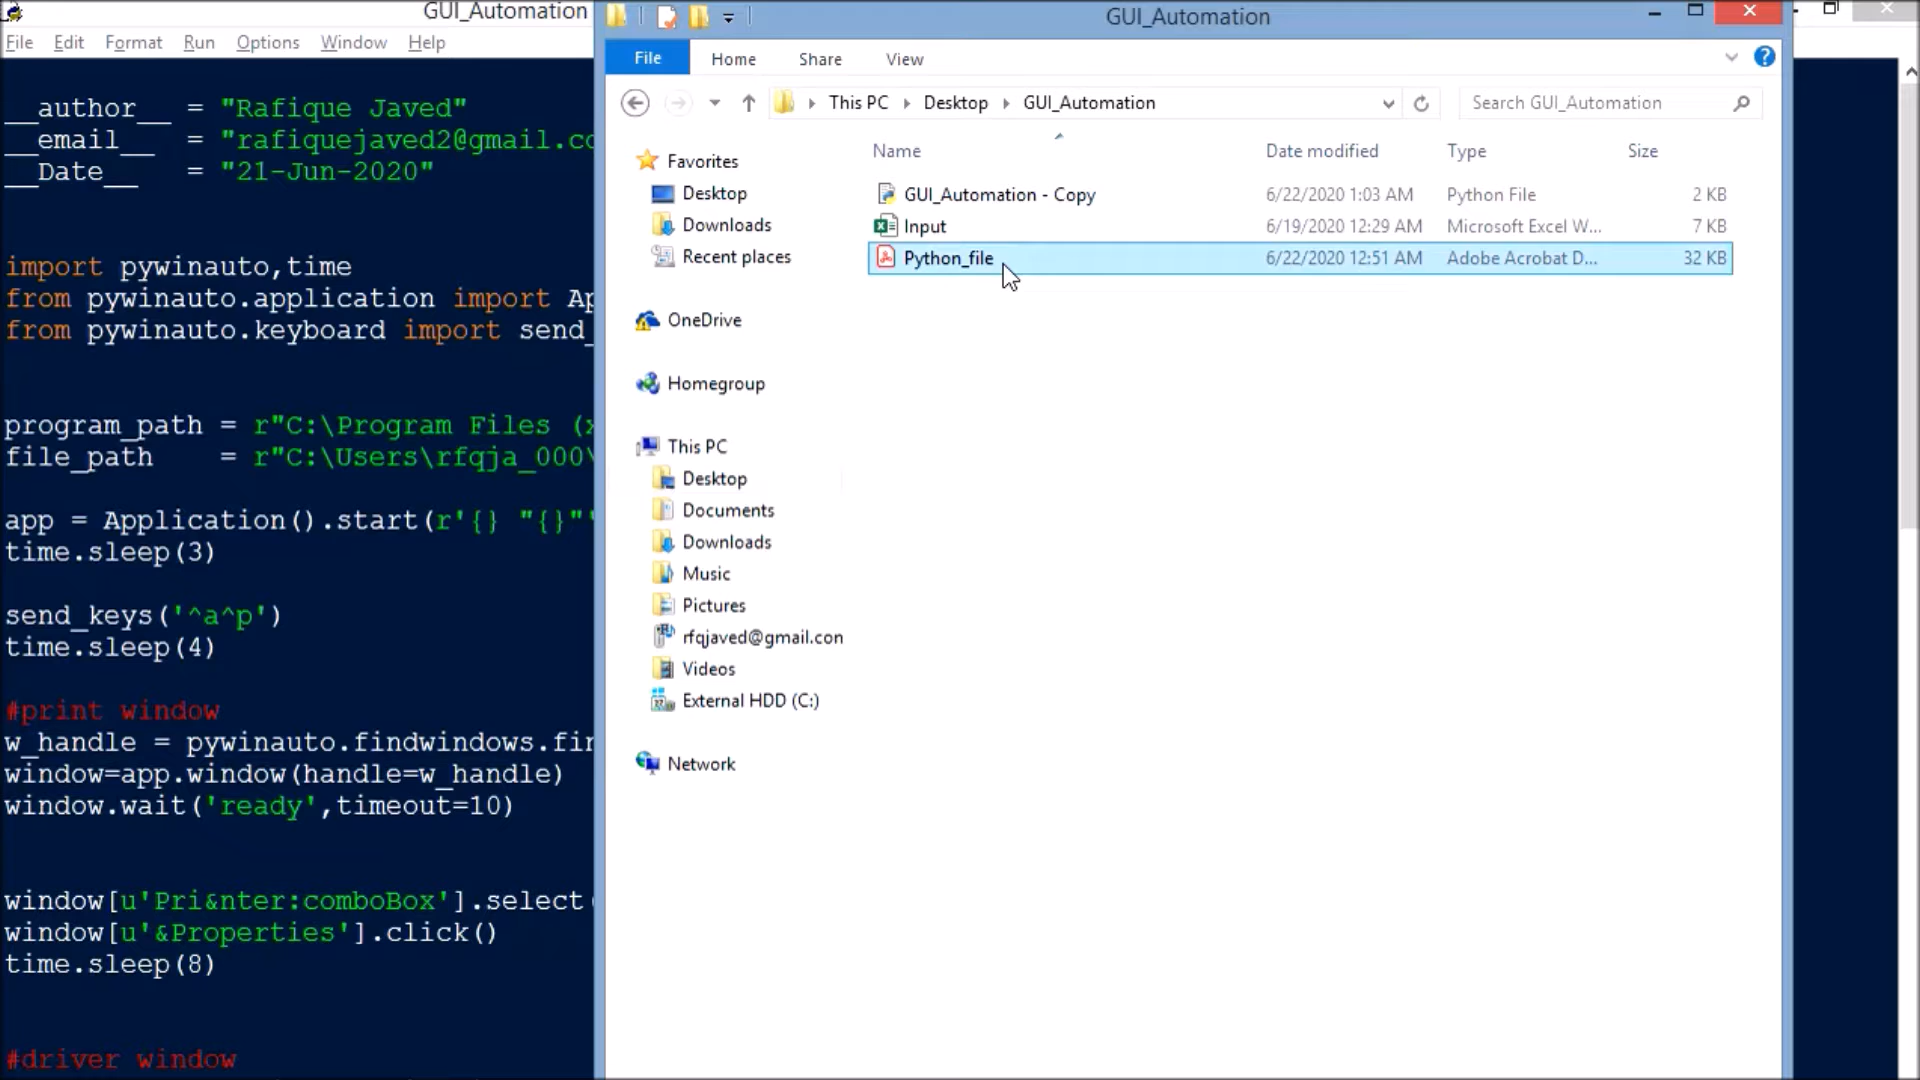 GUI_Automation
File Edit Format Run Options Window Help
__author__ = "Rafique Javed"
__email__ = "rafiquejaved2@gmail.co
__Date__ = "21-Jun-2020"
import pywinauto,time
from pywinauto.application import Ap
from pywinauto.keyboard import send_
program_path = r"C:\Program Files (x
file_path = r"C:\Users\rfqja_000\
app = Application().start(r'{} "{}"'
time.sleep(3)
send_keys('^a^p')
time.sleep(4)
#print window
w_handle = pywinauto.findwindows.fin
window=app.window(handle=w_handle)
window.wait('ready',timeout=10)
window[u'Pri&nter:comboBox'].select(
window[u'&Properties'].click()
time.sleep(8)
#driver window
GUI_Automation
File Home Share View
This PC Desktop GUI_Automation
Search GUI_Automation
Favorites
Desktop
Downloads
Recent places
OneDrive
Homegroup
This PC
Desktop
Documents
Downloads
Music
Pictures
rfqjaved@gmail.con
Videos
External HDD (C:)
Network
Name Date modified Type Size
GUI_Automation - Copy 6/22/2020 1:03 AM Python File 2 KB
Input 6/19/2020 12:29 AM Microsoft Excel W... 7 KB
Python_file 6/22/2020 12:51 AM Adobe Acrobat D... 32 KB